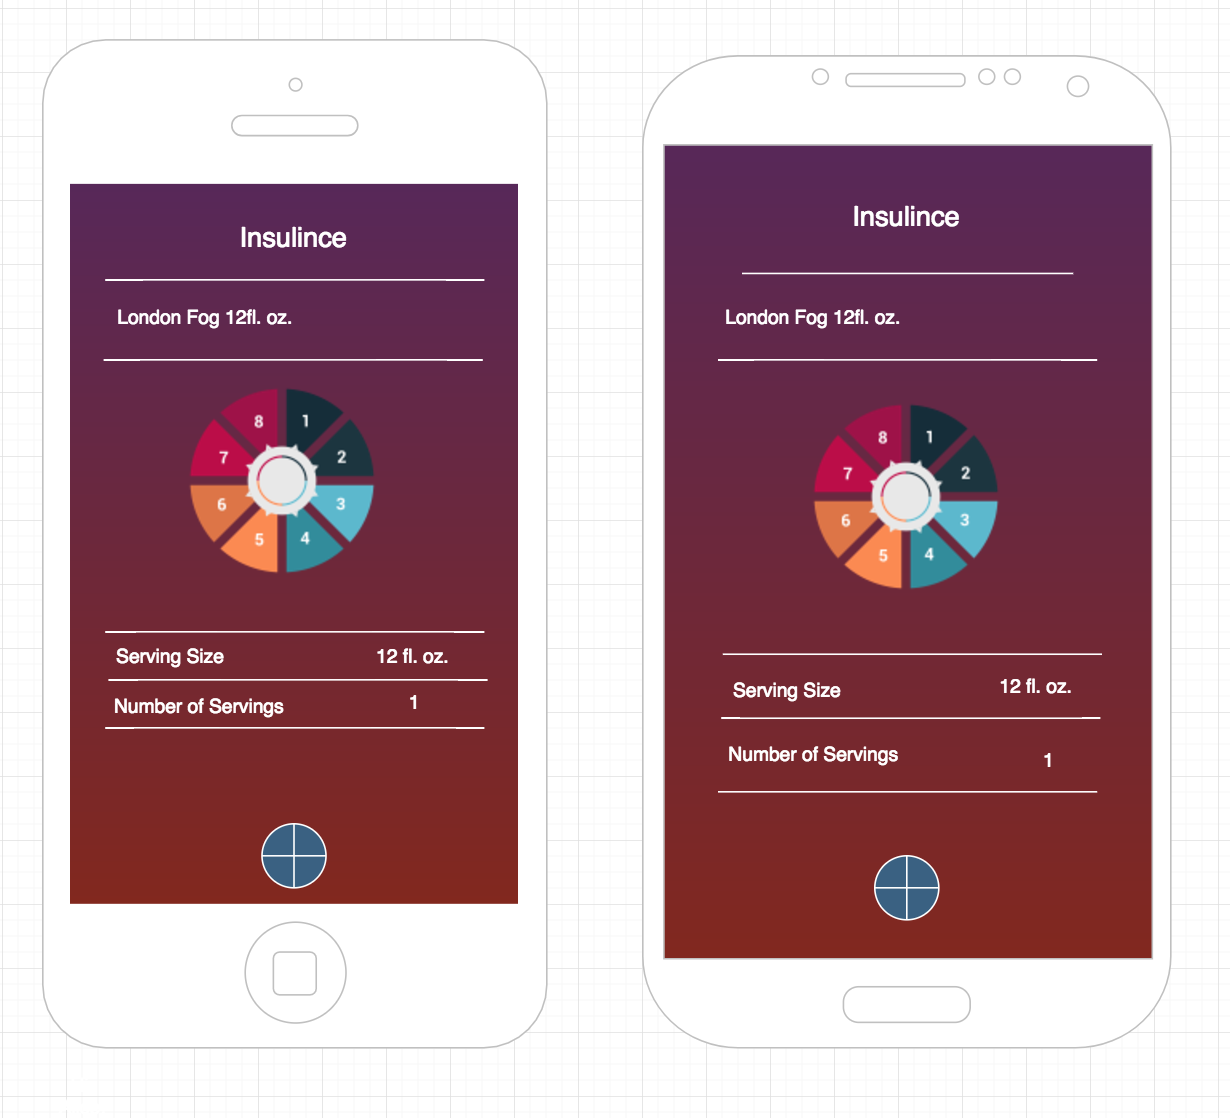 Insulince
London Fog 12fl. oz.
8 1
7 2
6 3
5 4
Serving Size 12 fl. oz.
Number of Servings 1
Insulince
London Fog 12fl. oz.
8 1
7 2
6 3
5 4
Serving Size 12 fl. oz.
Number of Servings 1